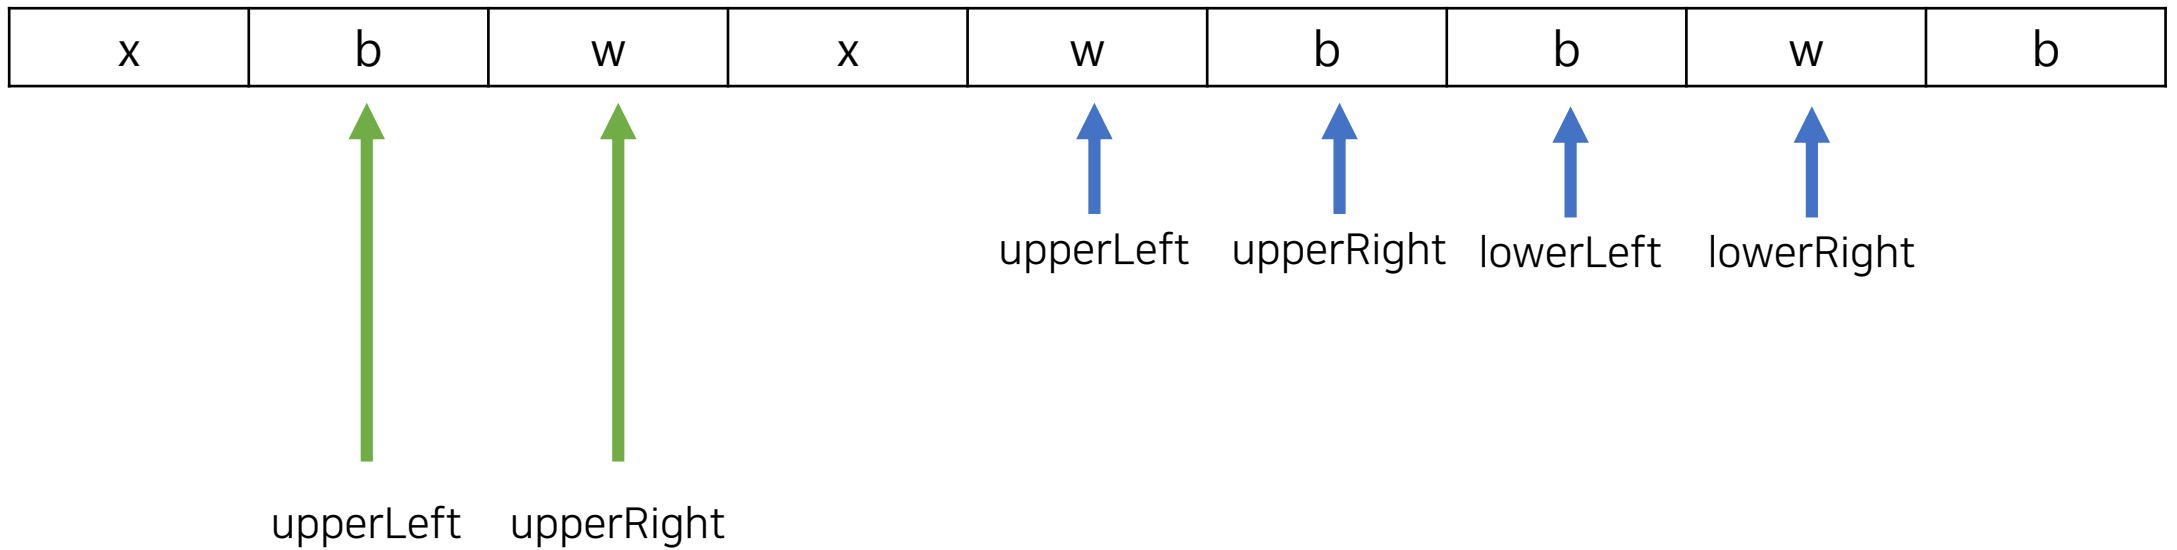 x b w x w b b w b
upperLeft upperRight lowerLeft lowerRight
upperLeft upperRight